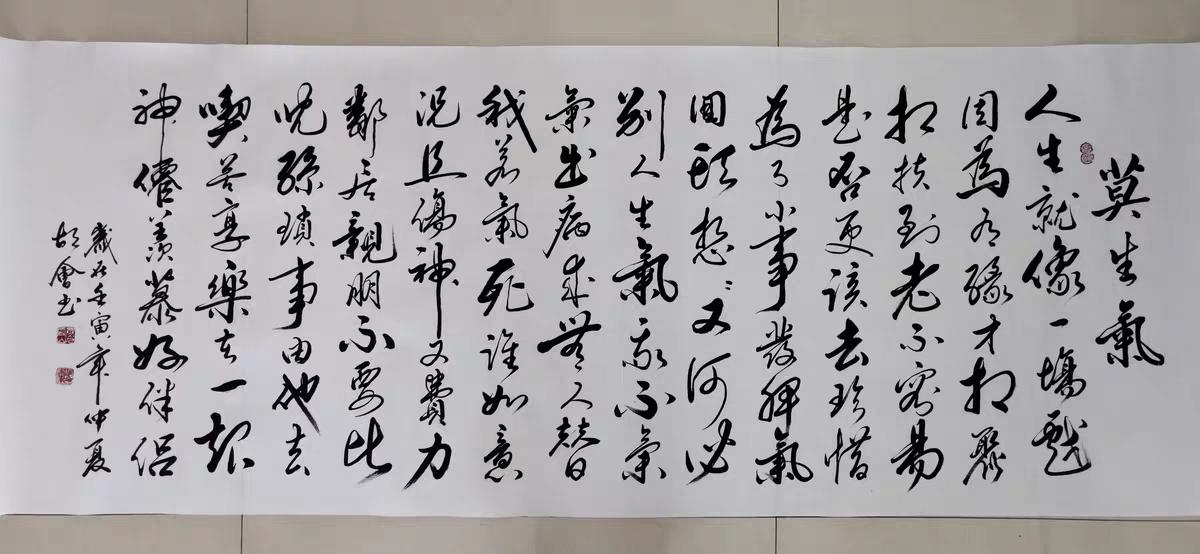 莫生氣
人生就像一場戲
因為有緣才相聚
相扶到老不容易
是否更該去珍惜
為了小事發脾氣
回頭想想又何必
別人生氣我不氣
氣出病來無人替
我若氣死誰如意
況且傷神又費力
鄰居親朋不要比
兒孫瑣事由他去
喫苦享樂在一起
神僊羨慕好伴侶
歲在壬寅年仲夏
胡會書